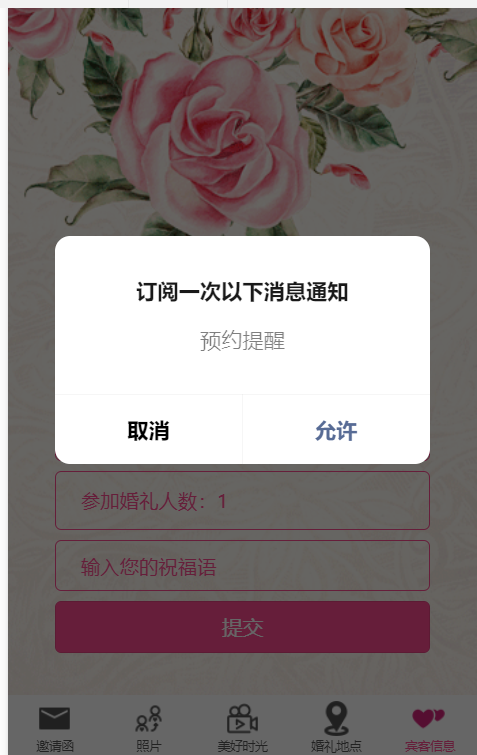 订阅一次以下消息通知
预约提醒
取消
允许
参加婚礼人数：1
输入您的祝福语
提交
邀请函
照片
美好时光
婚礼地点
宾客信息